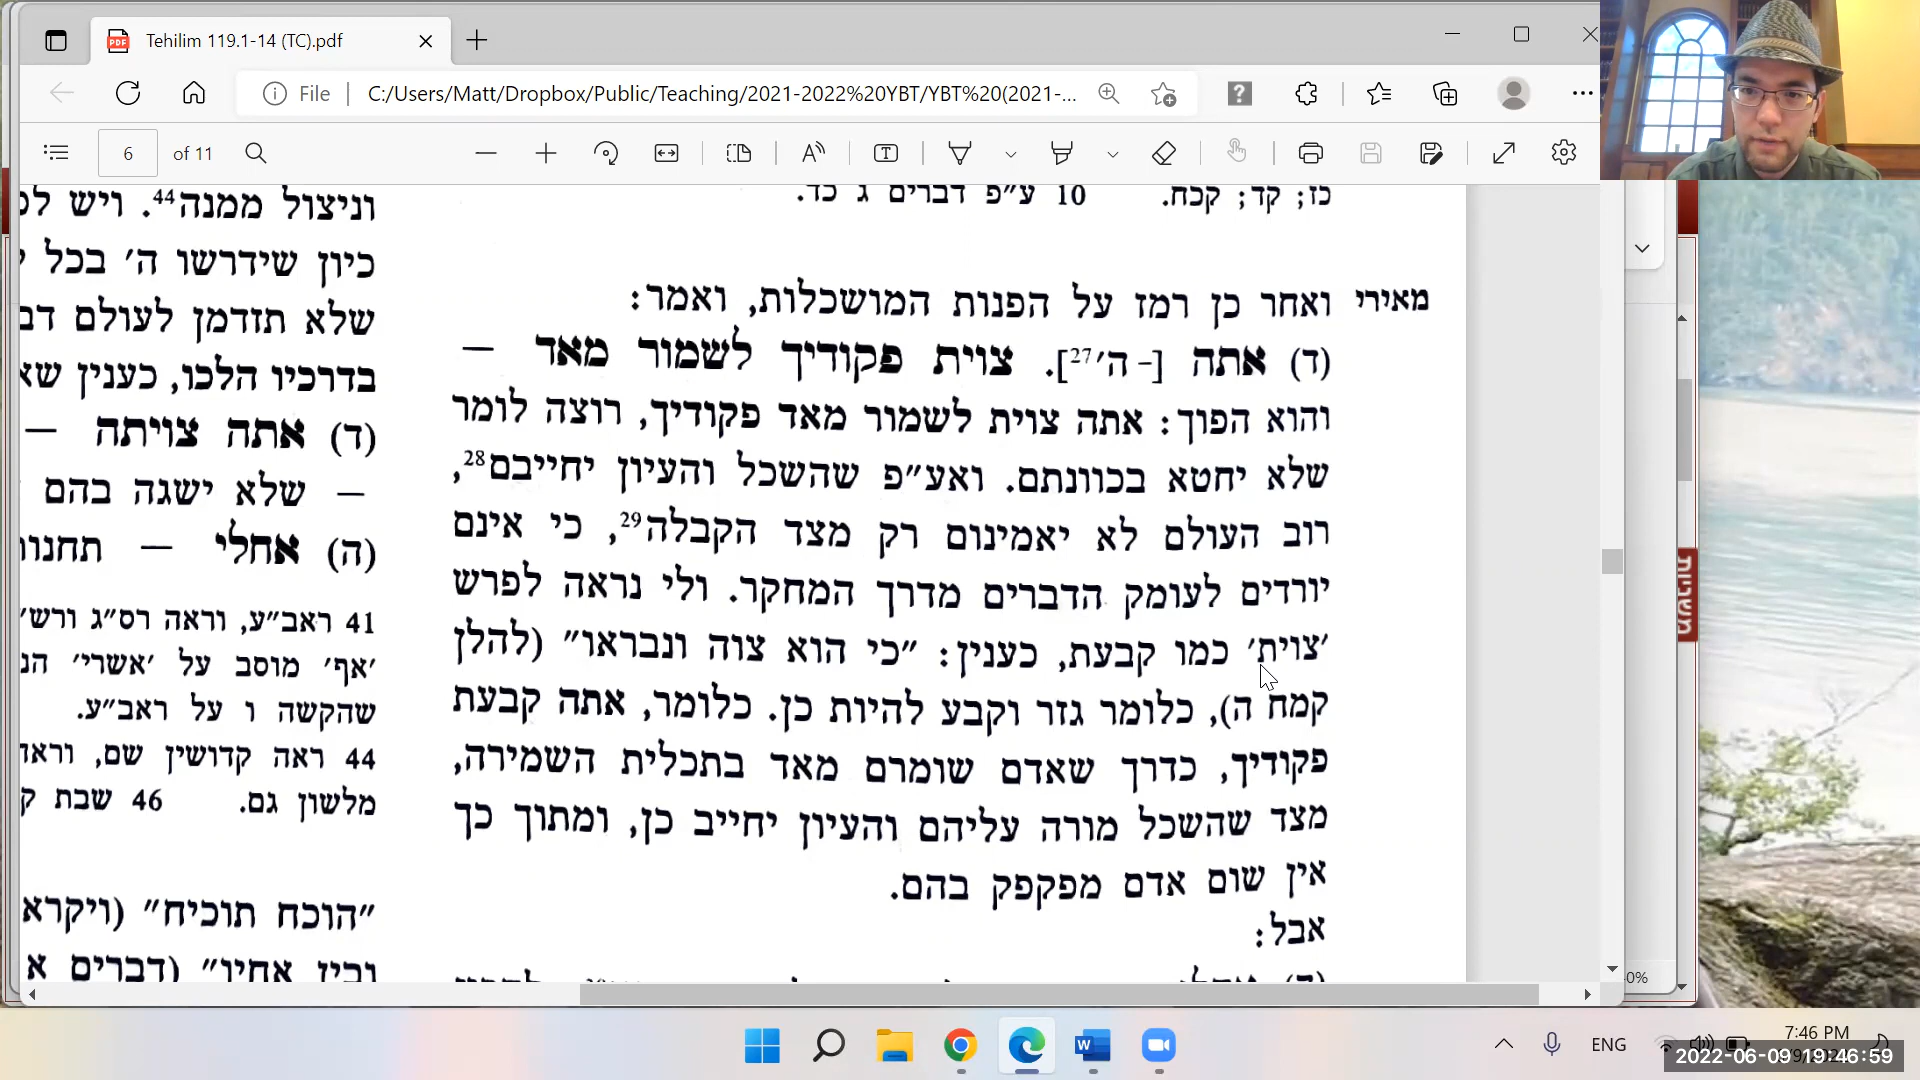 Tehilim 119.1-14 (TC).pdf
File
C:/Users/Matt/Dropbox/Public/Teaching/2021-2022%20YBT/YBT%20(2021-...
6 of 11
כז; קד; קכח. 10 ע״פ דברים ג כד.
מאירי
ואחר כן רמז על הפנות המושכלות, ואמר:
(ד) אתה [- ה׳27]. צוית פקודיך לשמור מאד –
והוא הפוך: אתה צוית לשמור מאד פקודיך, רוצה לומר
שלא יחטא בכוונתם. ואע״פ שהשכל והעיון יחייבם28,
רוב העולם לא יאמינום רק מצד הקבלה29, כי אינם
יורדים לעומק הדברים מדרך המחקר. ולי נראה לפרש
׳צוית׳ כמו קבעת, כענין: ״כי הוא צוה ונבראו״ (להלן
קמח ה), כלומר גזר וקבע להיות כן. כלומר, אתה קבעת
פקודיך, כדרך שאדם שומרם מאד בתכלית השמירה,
מצד שהשכל מורה עליהם והעיון יחייב כן, ומתוך כך
אין שום אדם מפקפק בהם.
אבל:
וניצול ממנה44. ויש
כיון שידרשו ה׳ בכל
שלא תזדמן לעולם
בדרכיו הלכו, כענין
(ד) אתה צויתה –
– שלא ישגה בהם
(ה) אחלי –
41 ראב״ע, וראה רס״ג
׳אף׳ מוסב על ׳אשרי׳
שהקשה ו על ראב״ע.
44 ראה קדושין שם,
מלשון גם. 46 שבת
״הוכח תוכיח״ (ויקרא
ובין אחיו״ (דברים א
משניות
0%
ENG
7:46 PM
2022-06-09 19:46:59